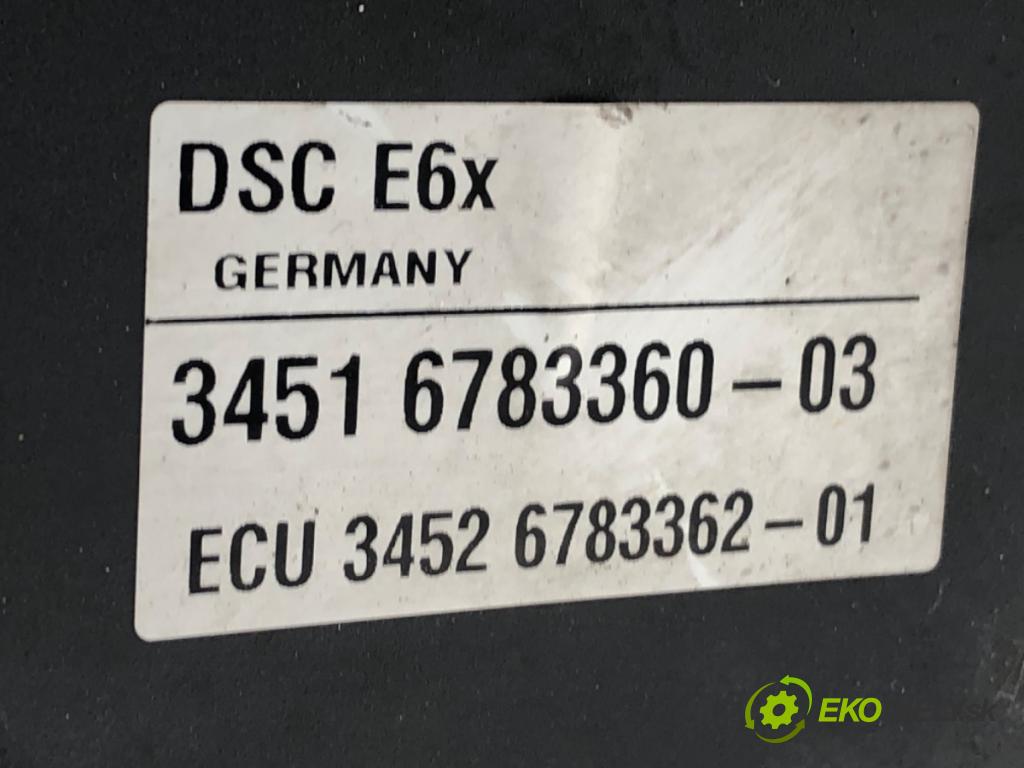 DSC E6x
GERMANY
3451 6783360-03
ECU 3452 6783362-01
EKO